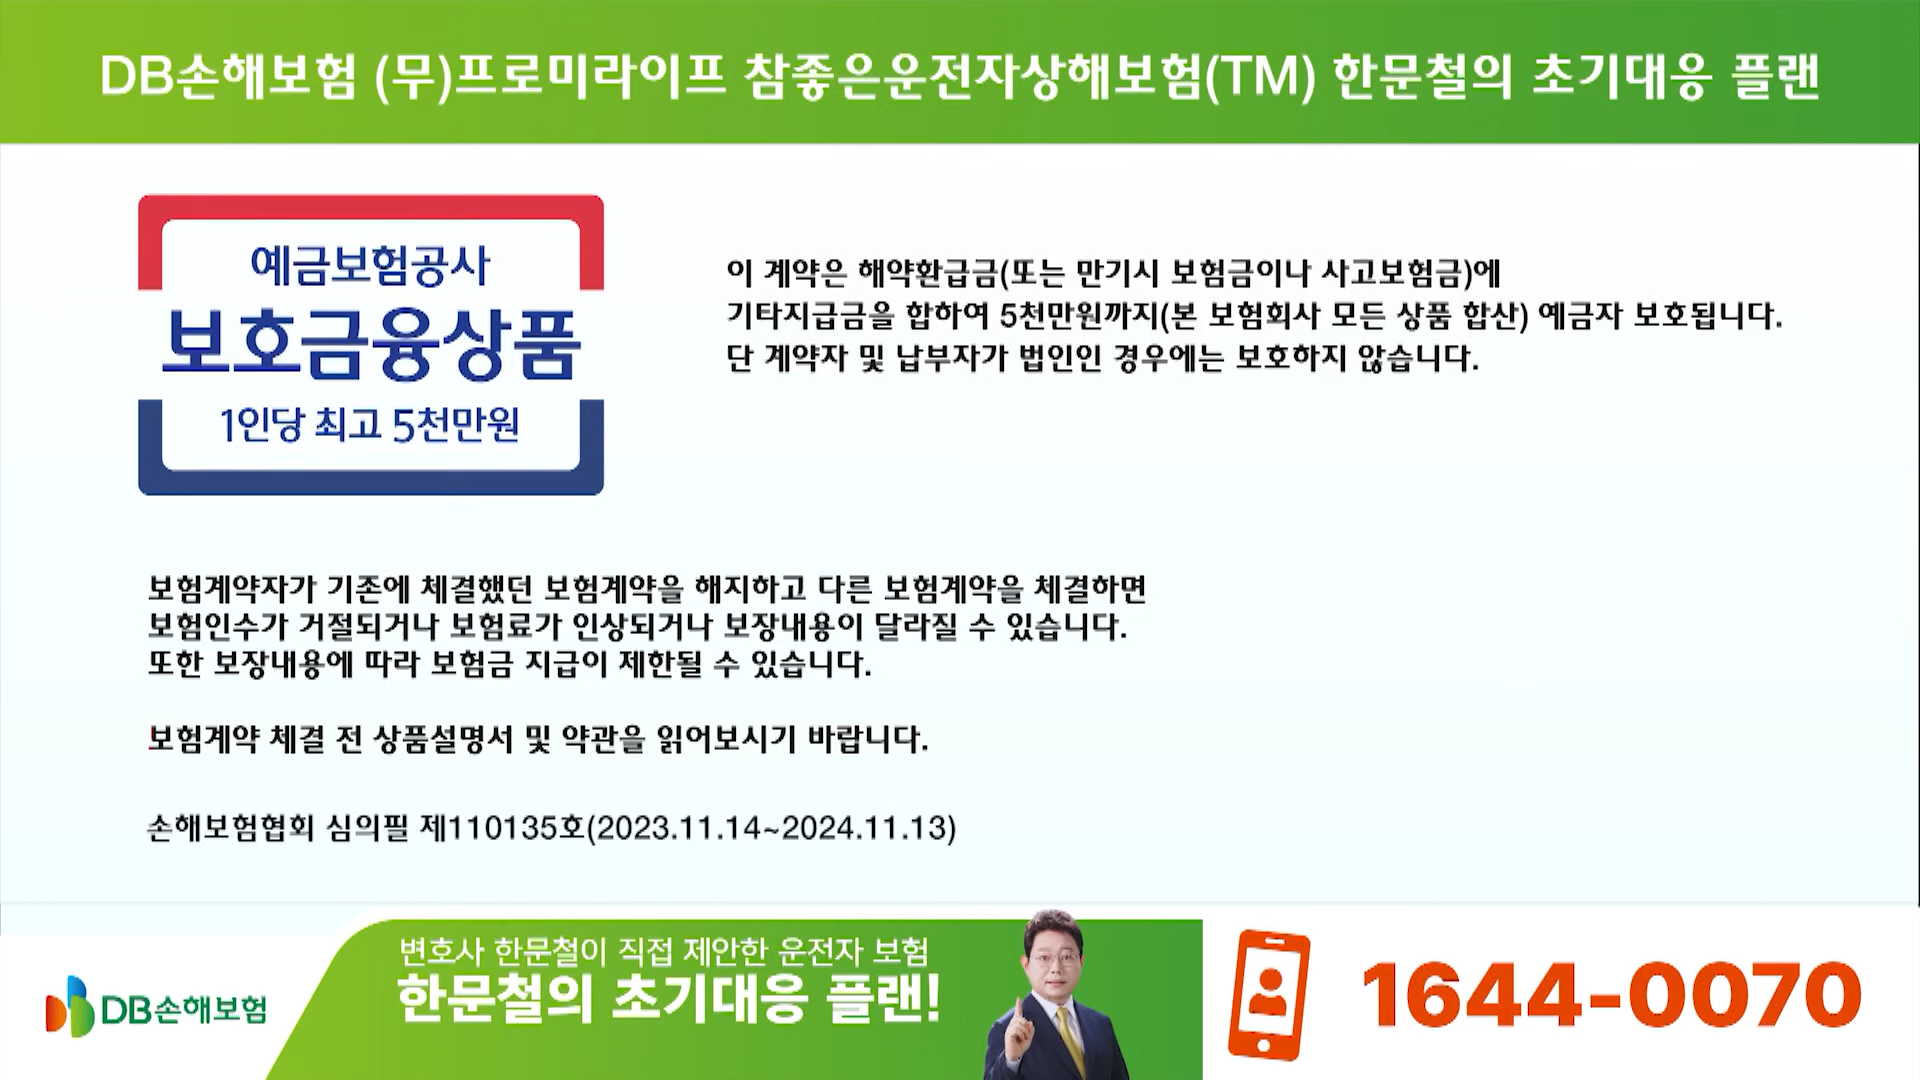 DB손해보험 (무)프로미라이프 참좋은운전자상해보험(TM) 한문철의 초기대응 플랜
예금보험공사
보호금융상품
1인당 최고 5천만원
이 계약은 해약환급금(또는 만기시 보험금이나 사고보험금)에
기타지급금을 합하여 5천만원까지(본 보험회사 모든 상품 합산) 예금자 보호됩니다.
단 계약자 및 납부자가 법인인 경우에는 보호하지 않습니다.
보험계약자가 기존에 체결했던 보험계약을 해지하고 다른 보험계약을 체결하면
보험인수가 거절되거나 보험료가 인상되거나 보장내용이 달라질 수 있습니다.
또한 보장내용에 따라 보험금 지급이 제한될 수 있습니다.
보험계약 체결 전 상품설명서 및 약관을 읽어보시기 바랍니다.
손해보험협회 심의필 제110135호(2023.11.14~2024.11.13)
DB손해보험
변호사 한문철이 직접 제안한 운전자 보험
한문철의 초기대응 플랜!
1644-0070